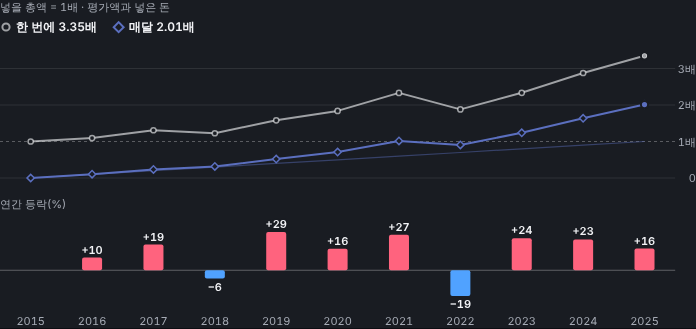 넣을 총액 = 1배 · 평가액과 넣은 돈
한 번에 3.35배 매달 2.01배
3배
2배
1배
0
연간 등락(%)
+10 +19 −6 +29 +16 +27 −19 +24 +23 +16
2015 2016 2017 2018 2019 2020 2021 2022 2023 2024 2025